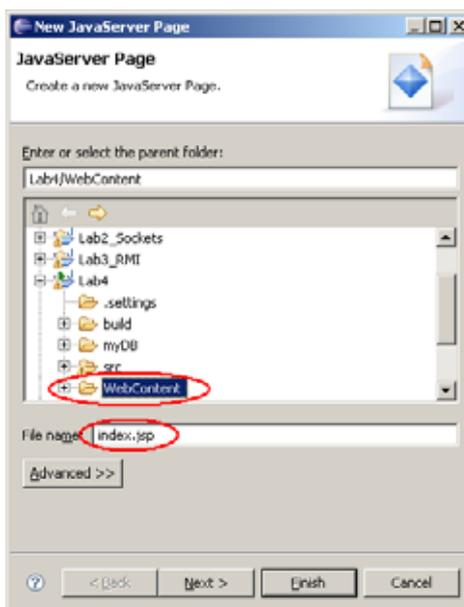 New JavaServer Page
JavaServer Page
Create a new JavaServer Page.
Enter or select the parent folder:
Lab4/WebContent
Lab2_Sockets
Lab3_RMI
Lab4
.settings
build
myDB
src
WebContent
File name: index.jsp
Advanced >>
< Back Next > Finish Cancel